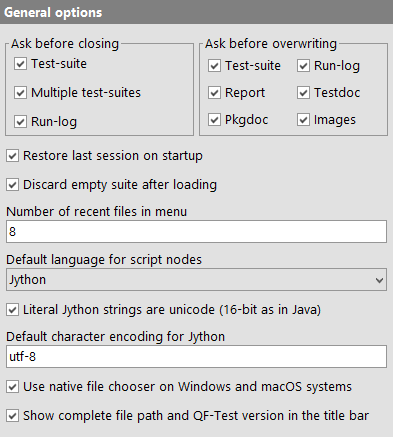 General options
Ask before closing
Test-suite
Multiple test-suites
Run-log
Ask before overwriting
Test-suite Run-log
Report Testdoc
Pkgdoc Images
Restore last session on startup
Discard empty suite after loading
Number of recent files in menu
8
Default language for script nodes
Jython
Literal Jython strings are unicode (16-bit as in Java)
Default character encoding for Jython
utf-8
Use native file chooser on Windows and macOS systems
Show complete file path and QF-Test version in the title bar